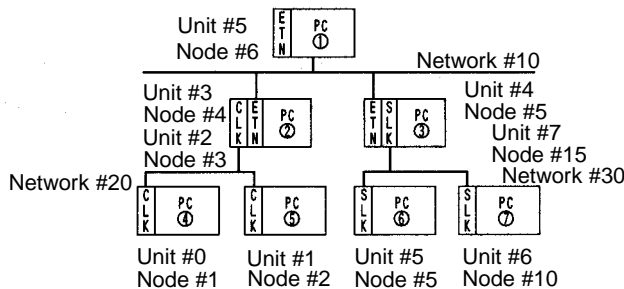 Unit #5
Node #6
ETN
PC
①
Network #10
Unit #3
Node #4
Unit #2
Node #3
CLK
ETN
PC
②
ETN
SLK
PC
③
Unit #4
Node #5
Unit #7
Node #15
Network #20
Network #30
CLK
PC
④
CLK
PC
⑤
SLK
PC
⑥
SLK
PC
⑦
Unit #0
Node #1
Unit #1
Node #2
Unit #5
Node #5
Unit #6
Node #10